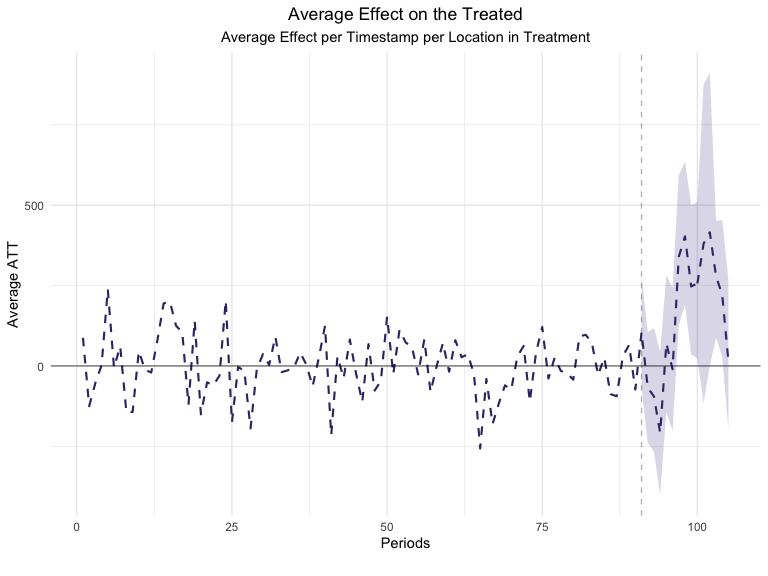 Average Effect on the Treated
Average Effect per Timestamp per Location in Treatment
Average ATT
500
0
0
25
50
75
100
Periods